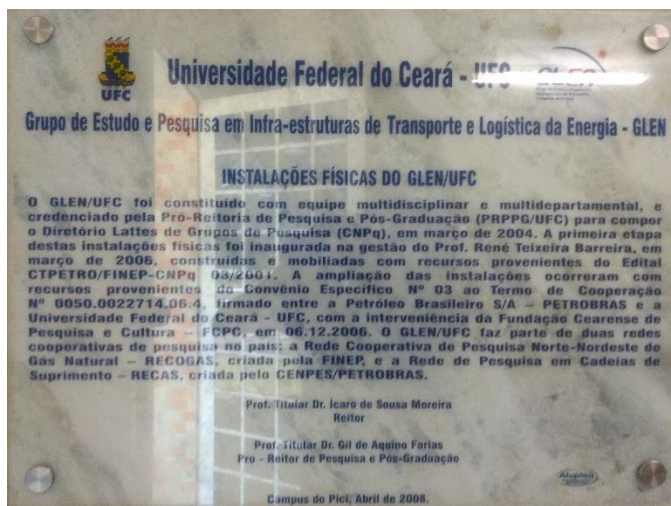 UFC
Universidade Federal do Ceará - UFC
GLEN
Grupo de Estudo e Pesquisa em Infra-estruturas de Transporte e Logística da Energia - GLEN
INSTALAÇÕES FÍSICAS DO GLEN/UFC
O GLEN/UFC foi constituído com equipe multidisciplinar e multidepartamental, e
credenciado pela Pró-Reitoria de Pesquisa e Pós-Graduação (PRPPG/UFC) para compor
o Diretório Lattes de Grupos de Pesquisa (CNPq), em março de 2004. A primeira etapa
destas instalações físicas foi inaugurada na gestão do Prof. René Teixeira Barreira, em
março de 2006, construídas e mobiliadas com recursos provenientes do Edital
CTPETRO/FINEP-CNPq 03/2001. A ampliação das instalações ocorreram com
recursos provenientes do Convênio Específico Nº 03 ao Termo de Cooperação
Nº 0050.0022714.06.4, firmado entre a Petróleo Brasileiro S/A – PETROBRAS e a
Universidade Federal do Ceará - UFC, com a interveniência da Fundação Cearense de
Pesquisa e Cultura – FCPC, em 06.12.2006. O GLEN/UFC faz parte de duas redes
cooperativas de pesquisa no país: a Rede Cooperativa de Pesquisa Norte-Nordeste de
Gás Natural – RECOGAS, criada pela FINEP, e a Rede de Pesquisa em Cadeias de
Suprimento – RECAS, criada pelo CENPES/PETROBRAS.
Prof. Titular Dr. Ícaro de Sousa Moreira
Reitor
Prof. Titular Dr. Gil de Aquino Farias
Pro - Reitor de Pesquisa e Pós-Graduação
Campus do Pici, Abril de 2008.